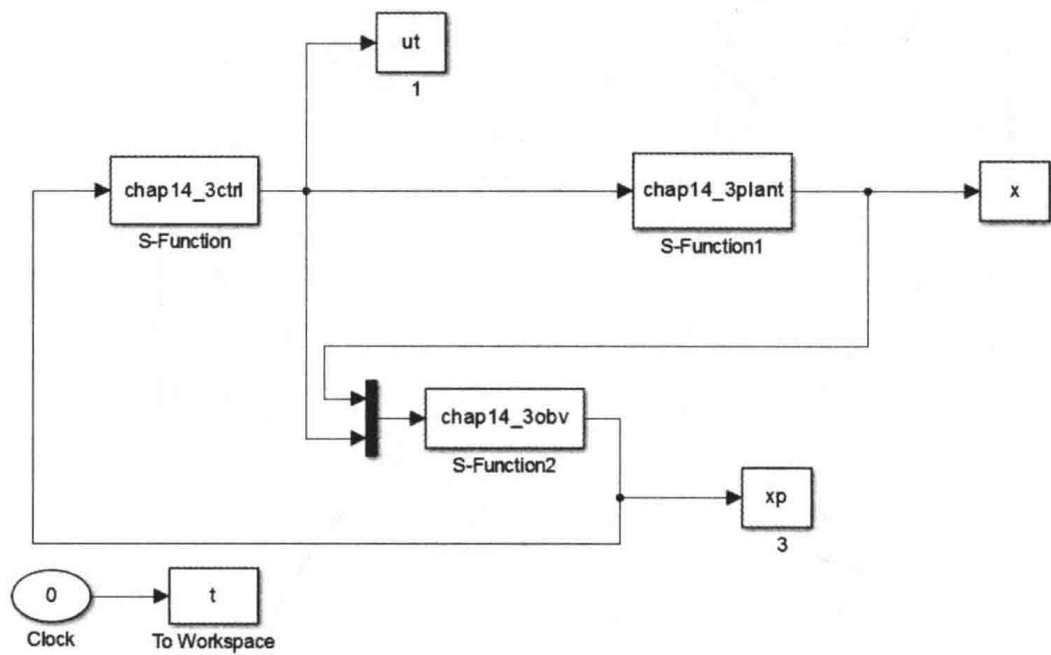 ut
1
chap14_3ctrl
S-Function
chap14_3plant
S-Function1
x
chap14_3obv
S-Function2
xp
3
0
Clock
t
To Workspace